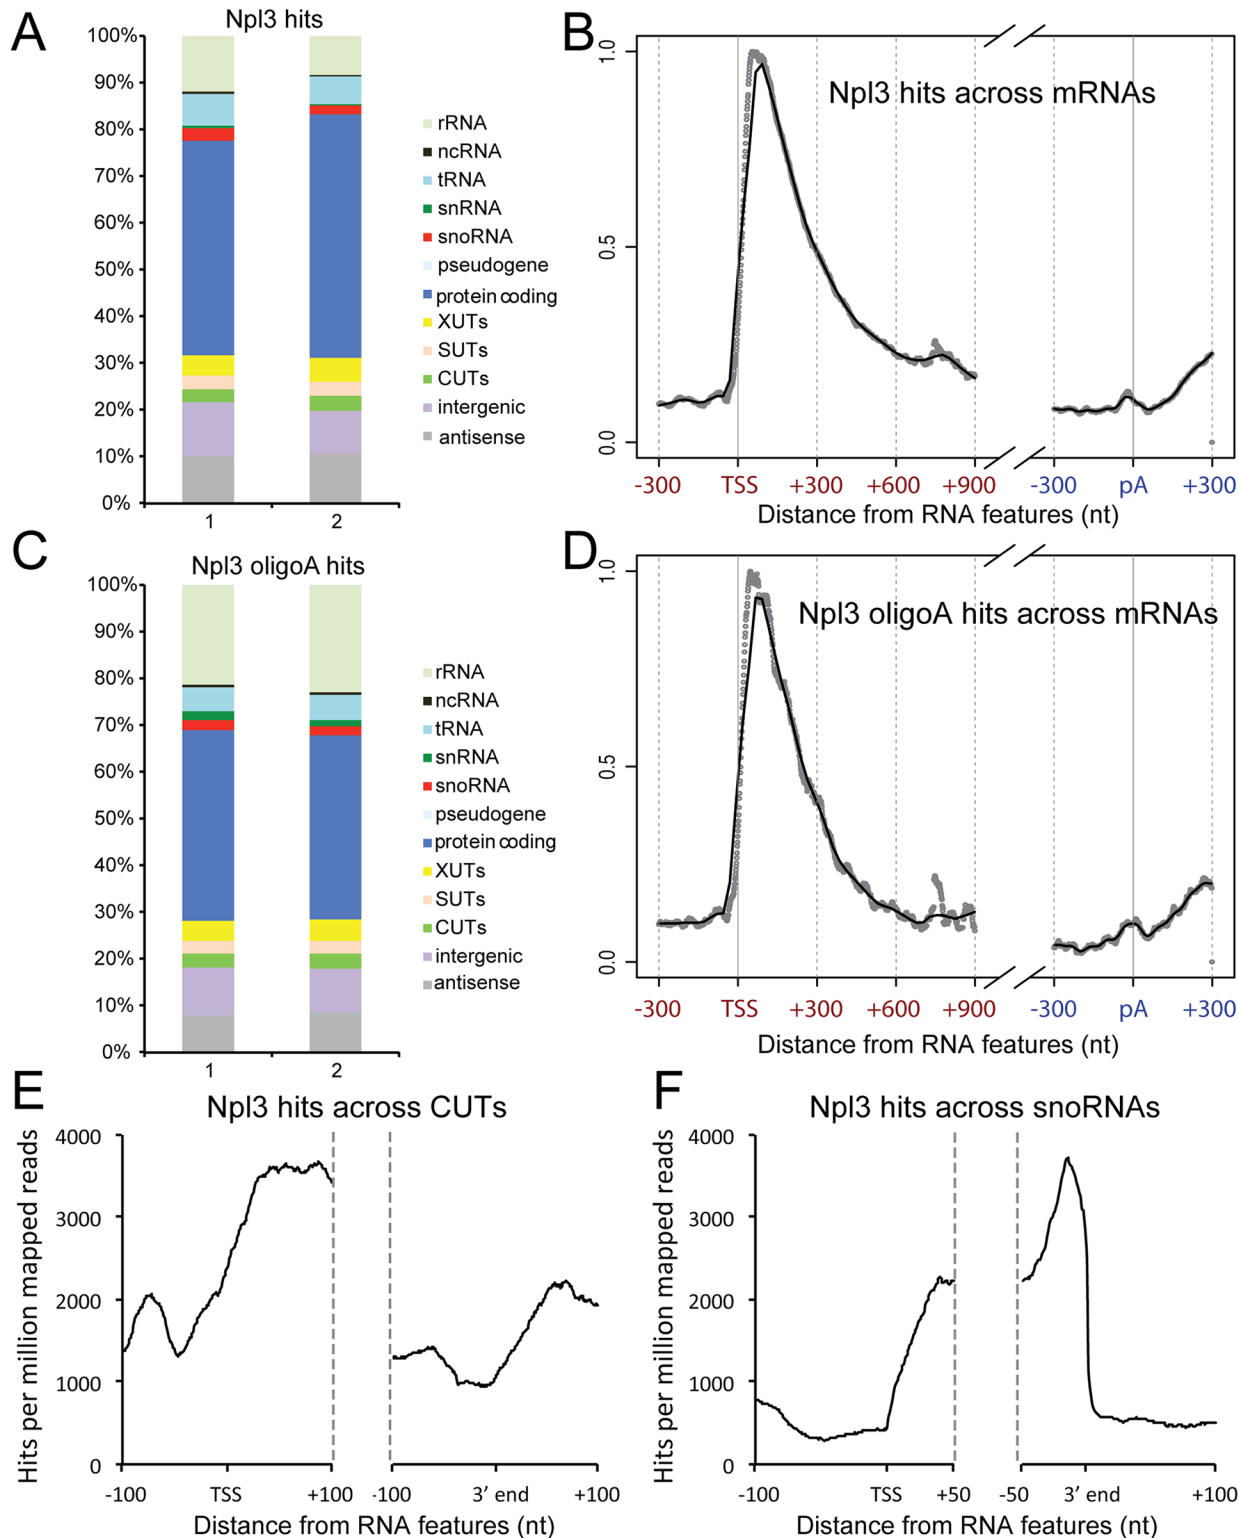 A
Npl3 hits
100%
90%
80%
70%
60%
50%
40%
30%
20%
10%
0%
1
2
rRNA
ncRNA
tRNA
snRNA
snoRNA
pseudogene
protein coding
XUTs
SUTs
CUTs
intergenic
antisense
B
Npl3 hits across mRNAs
1.0
0.5
0.0
-300 TSS +300 +600 +900 -300 pA +300
Distance from RNA features (nt)
C
Npl3 oligoA hits
100%
90%
80%
70%
60%
50%
40%
30%
20%
10%
0%
1
2
rRNA
ncRNA
tRNA
snRNA
snoRNA
pseudogene
protein coding
XUTs
SUTs
CUTs
intergenic
antisense
D
Npl3 oligoA hits across mRNAs
1.0
0.5
0.0
-300 TSS +300 +600 +900 -300 pA +300
Distance from RNA features (nt)
E
Npl3 hits across CUTs
Hits per million mapped reads
4000
3000
2000
1000
0
-100 TSS +100 -100 3' end +100
Distance from RNA features (nt)
F
Npl3 hits across snoRNAs
Hits per million mapped reads
4000
3000
2000
1000
0
-100 TSS +50 -50 3' end +100
Distance from RNA features (nt)